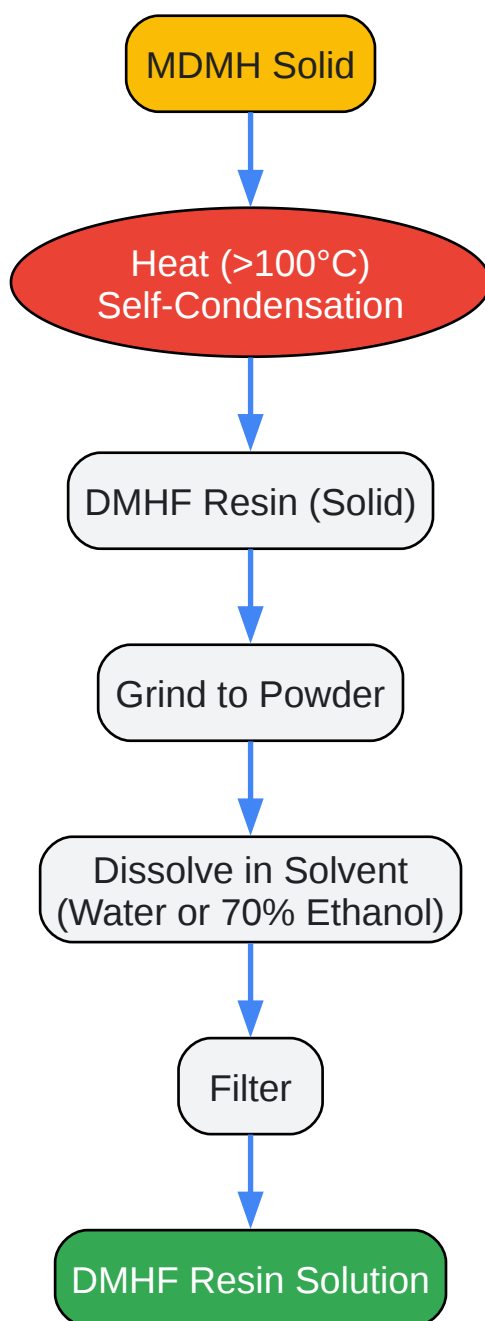 MDMH Solid
Heat (>100°C)
Self-Condensation
DMHF Resin (Solid)
Grind to Powder
Dissolve in Solvent
(Water or 70% Ethanol)
Filter
DMHF Resin Solution